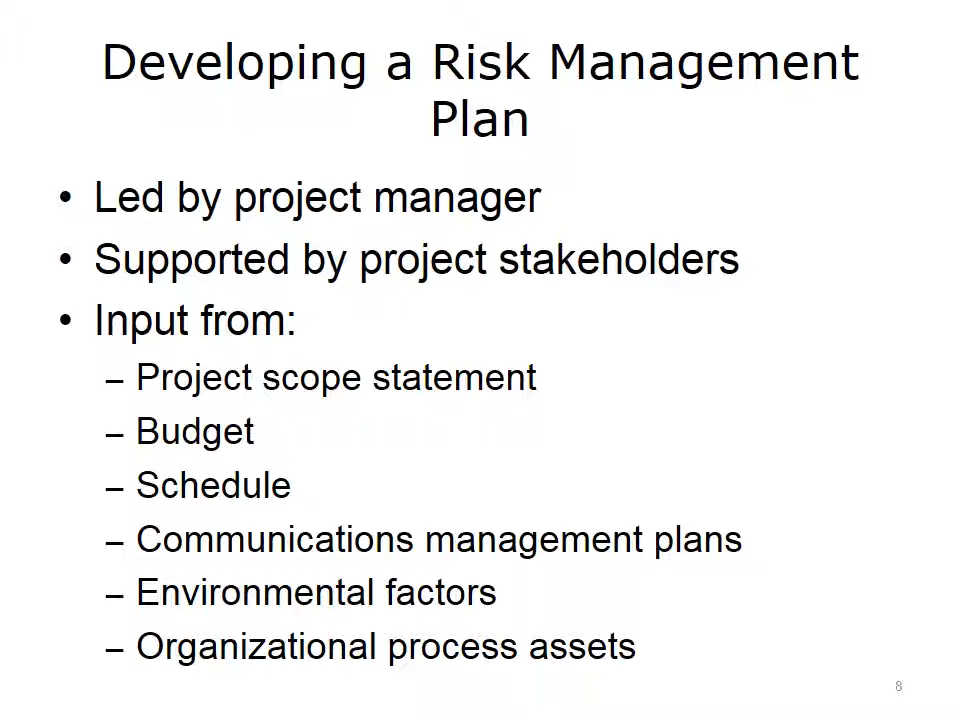 Developing a Risk Management
Plan
• Led by project manager
• Supported by project stakeholders
• Input from:
– Project scope statement
– Budget
– Schedule
– Communications management plans
– Environmental factors
– Organizational process assets
8